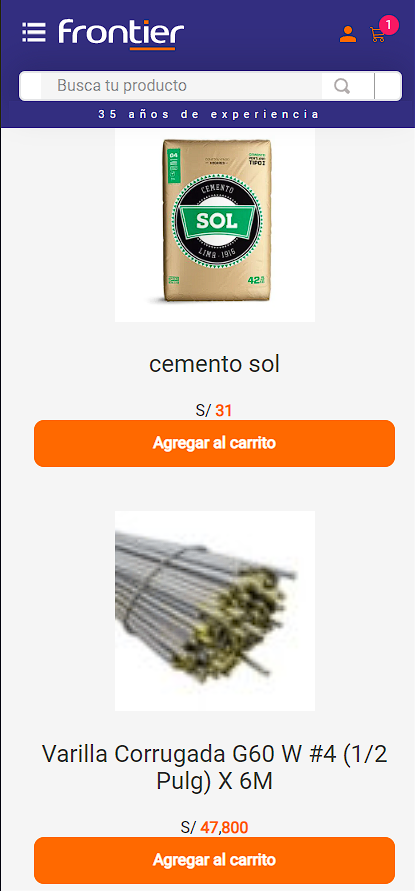 frontier
1
Busca tu producto
35 años de experiencia
CEMENTO
SOL
LIMA - 1916
TIPO I
42.5
cemento sol
S/ 31
Agregar al carrito
Varilla Corrugada G60 W #4 (1/2
Pulg) X 6M
S/ 47,800
Agregar al carrito